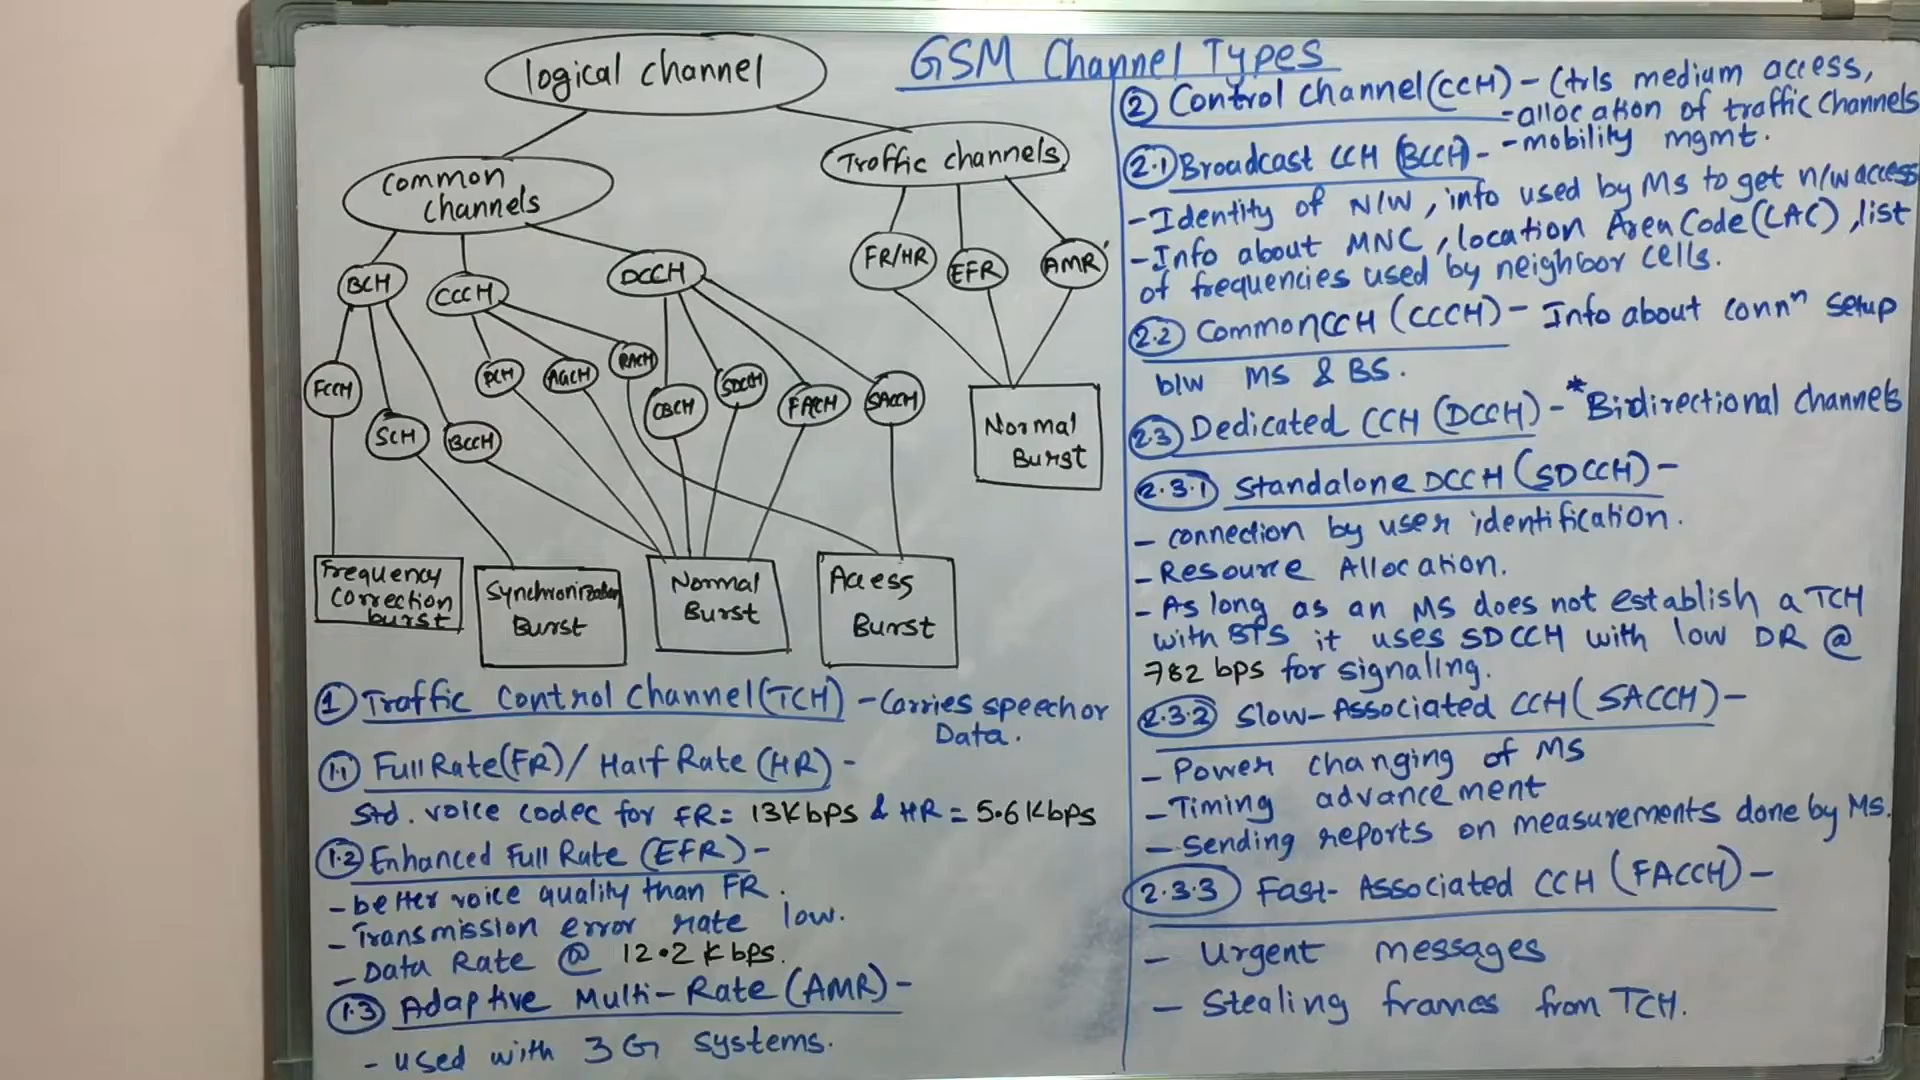 GSM Channel Types
logical channel
Common
Channels
Traffic channels
BCH
CCCH
DCCH
FR/HR
EFR
AMR
FCCH
SCH
BCCH
PCH
AGCH
RACH
CBCH
SDCCH
FACH
SACCH
Normal
Burst
Frequency
Correction
burst
Synchronization
Burst
Normal
Burst
Access
Burst
① Traffic Control Channel (TCH) - Carries speech or
Data.
1.1 Full Rate (FR) / Half Rate (HR) -
Std. voice codec for FR = 13Kbps & HR = 5.6Kbps
1.2 Enhanced Full Rate (EFR) -
- better voice quality than FR.
- Transmission error rate low.
- Data Rate @ 12.2 Kbps.
1.3 Adaptive Multi-Rate (AMR) -
- used with 3G systems.
② Control Channel (CCH) - Ctrls medium access,
- allocation of traffic channels
- mobility mgmt.
2.1 Broadcast CCH (BCCH) -
- Identity of N/W, info used by MS to get n/w access
- Info about MNC, location Area Code (LAC), list
of frequencies used by neighbor cells.
2.2 Common CCH (CCCH) - Info about connⁿ setup
b/w MS & BS.
2.3 Dedicated CCH (DCCH) - *Bidirectional channels
2.3.1 Standalone DCCH (SDCCH) -
- connection by user identification.
- Resource Allocation.
- As long as an MS does not establish a TCH
with BTS it uses SDCCH with low DR @
782 bps for signaling.
2.3.2 Slow-Associated CCH (SACCH) -
- Power changing of MS
- Timing advancement
- Sending reports on measurements done by MS.
2.3.3 Fast-Associated CCH (FACCH) -
- Urgent messages
- Stealing frames from TCH.